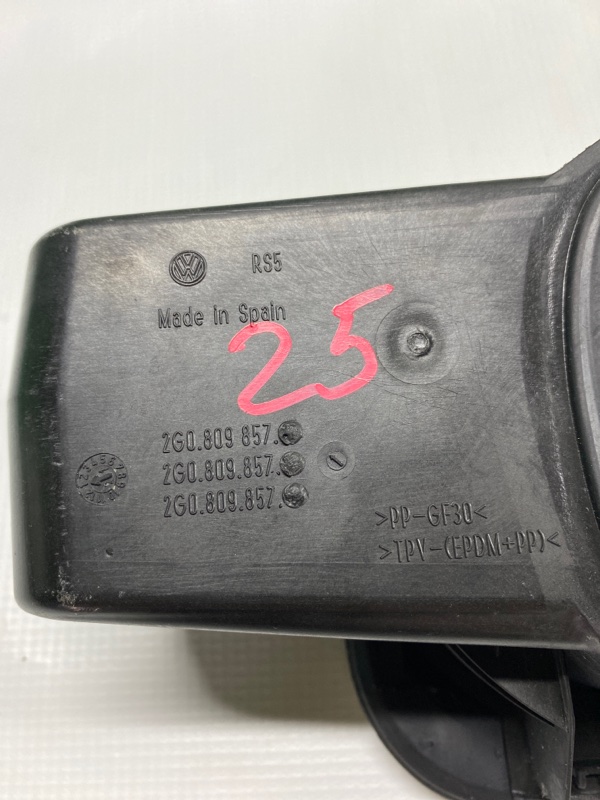 RS5
Made in Spain
25
2G0.809 857.
2G0.809.857.
2G0.809.857.
>PP-GF30<
>TPV-(EPDM+PP)<